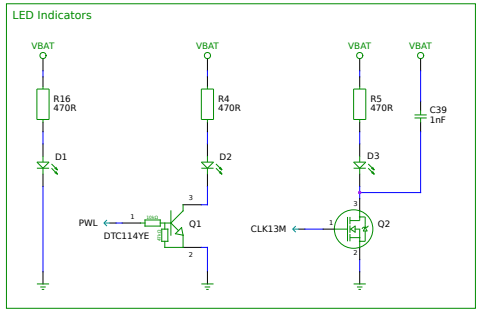 LED Indicators
VBAT
VBAT
VBAT
VBAT
R16
470R
R4
470R
R5
470R
C39
1nF
D1
D2
D3
3
PWL
1
10kΩ
Q1
DTC114YE
2
3
CLK13M
1
Q2
2